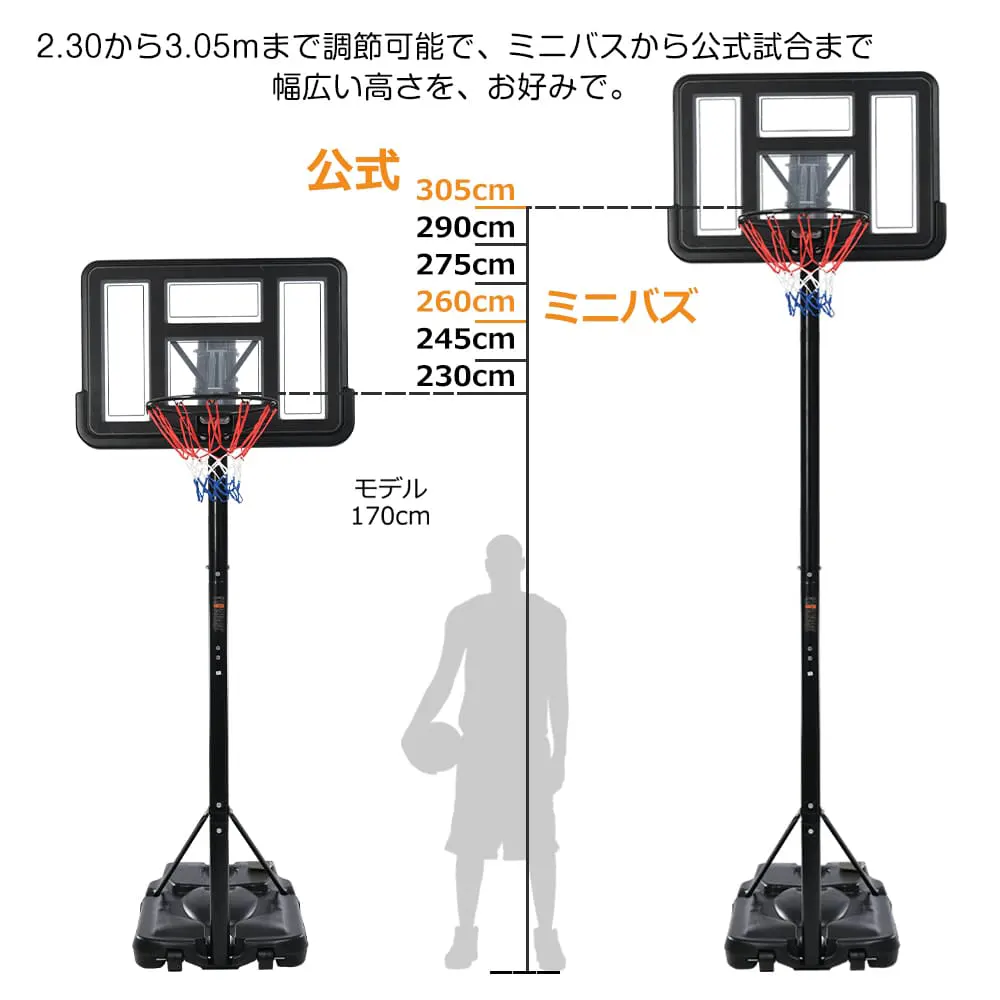 2.30から3.05mまで調節可能で、ミニバスから公式試合まで
幅広い高さを、お好みで。
公式
305cm
290cm
275cm
260cm
ミニバズ
245cm
230cm
モデル
170cm